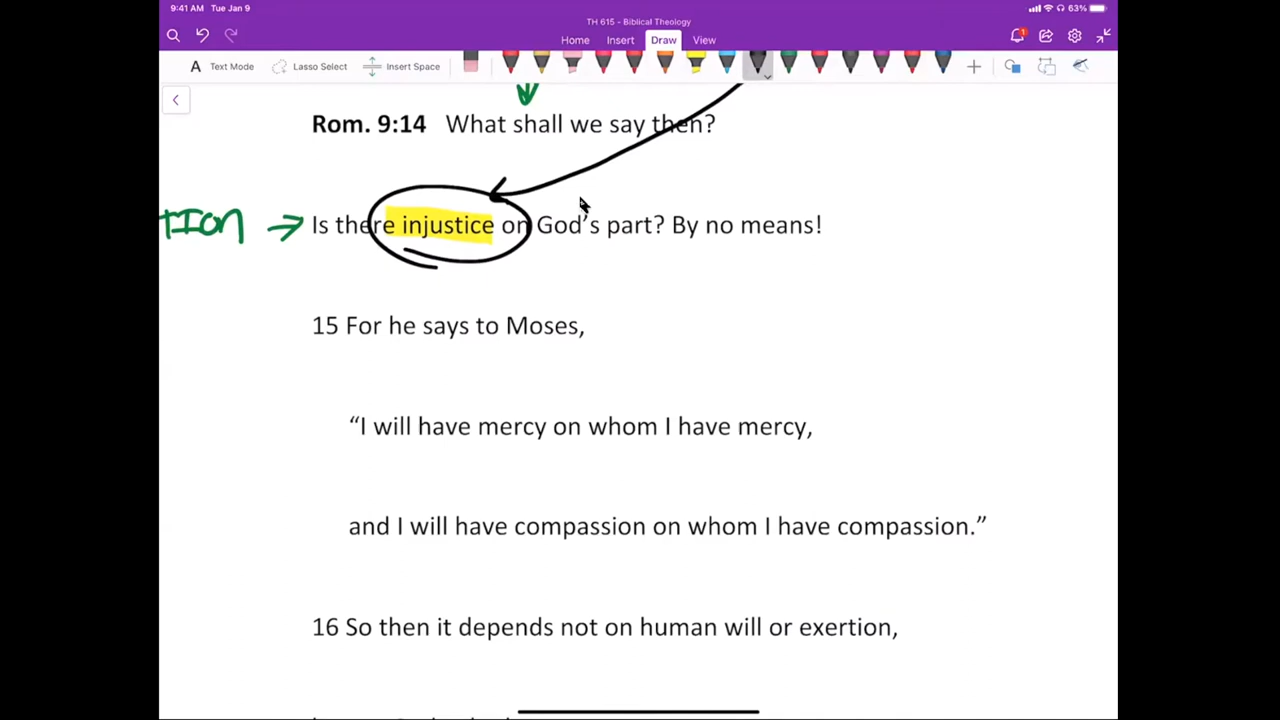 9:41 AM Tue Jan 9
63%
TH 615 - Biblical Theology
Home Insert Draw View
1
A Text Mode Lasso Select Insert Space
Rom. 9:14 What shall we say then?
TION → Is there injustice on God’s part? By no means!
15 For he says to Moses,
“I will have mercy on whom I have mercy,
and I will have compassion on whom I have compassion.”
16 So then it depends not on human will or exertion,